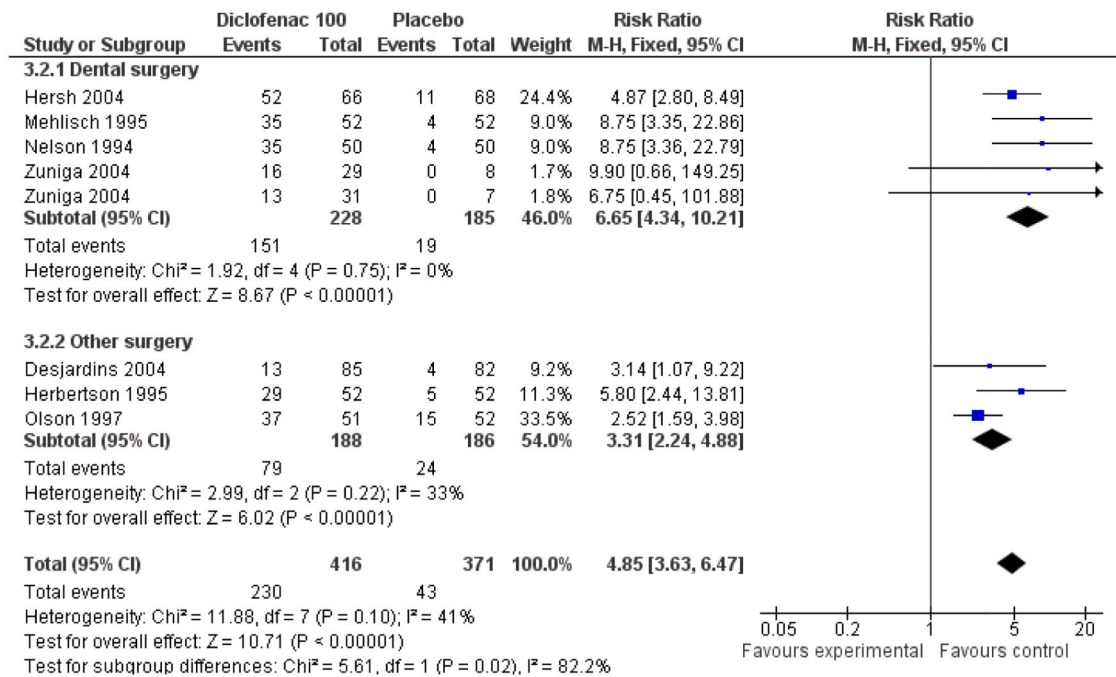 Diclofenac 100 Placebo Risk Ratio Risk Ratio
Study or Subgroup Events Total Events Total Weight M-H, Fixed, 95% CI M-H, Fixed, 95% CI
3.2.1 Dental surgery
Hersh 2004 52 66 11 68 24.4% 4.87 [2.80, 8.49]
Mehlisch 1995 35 52 4 52 9.0% 8.75 [3.35, 22.86]
Nelson 1994 35 50 4 50 9.0% 8.75 [3.36, 22.79]
Zuniga 2004 16 29 0 8 1.7% 9.90 [0.66, 149.25]
Zuniga 2004 13 31 0 7 1.8% 6.75 [0.45, 101.88]
Subtotal (95% CI) 228 185 46.0% 6.65 [4.34, 10.21]
Total events 151 19
Heterogeneity: Chi² = 1.92, df = 4 (P = 0.75); I² = 0%
Test for overall effect: Z = 8.67 (P < 0.00001)
3.2.2 Other surgery
Desjardins 2004 13 85 4 82 9.2% 3.14 [1.07, 9.22]
Herbertson 1995 29 52 5 52 11.3% 5.80 [2.44, 13.81]
Olson 1997 37 51 15 52 33.5% 2.52 [1.59, 3.98]
Subtotal (95% CI) 188 186 54.0% 3.31 [2.24, 4.88]
Total events 79 24
Heterogeneity: Chi² = 2.99, df = 2 (P = 0.22); I² = 33%
Test for overall effect: Z = 6.02 (P < 0.00001)
Total (95% CI) 416 371 100.0% 4.85 [3.63, 6.47]
Total events 230 43
Heterogeneity: Chi² = 11.88, df = 7 (P = 0.10); I² = 41%
Test for overall effect: Z = 10.71 (P < 0.00001)
Test for subgroup differences: Chi² = 5.61, df = 1 (P = 0.02), I² = 82.2%
0.05 0.2 1 5 20
Favours experimental Favours control